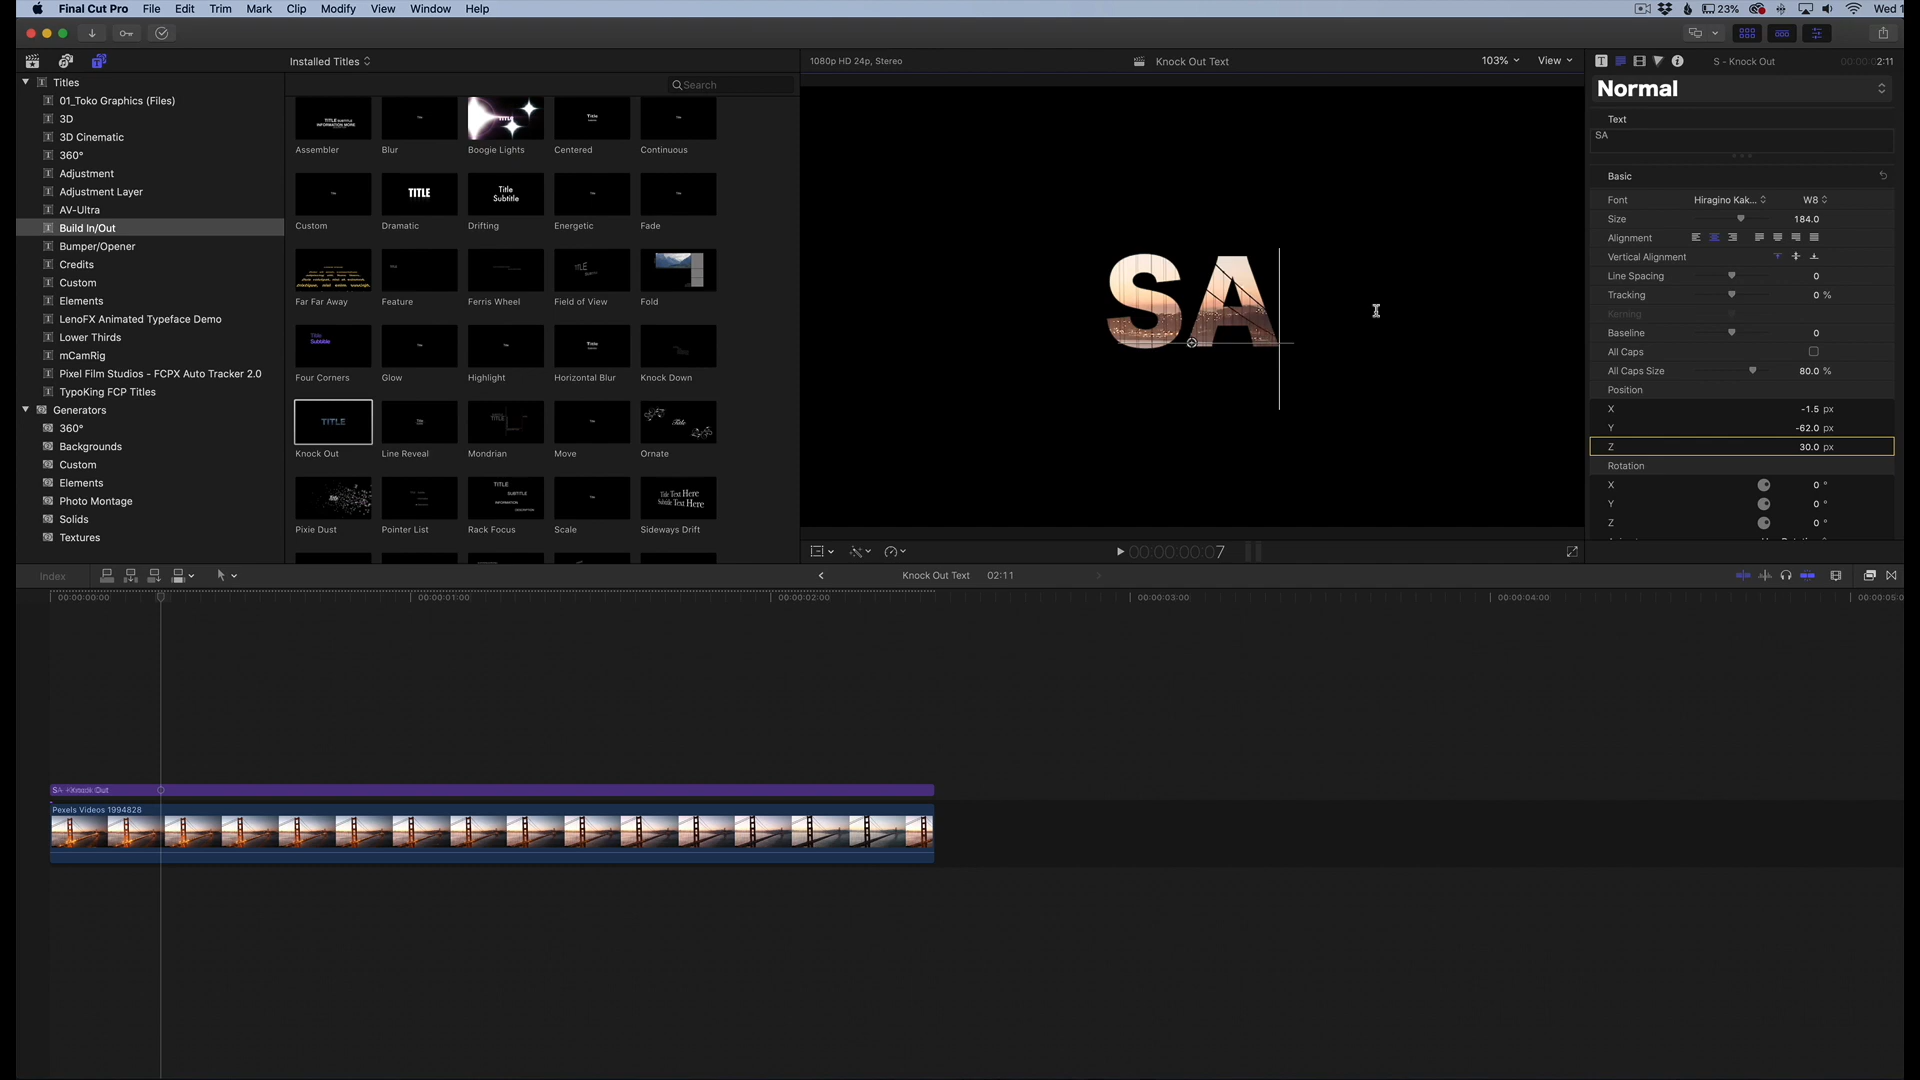 Final Cut Pro File Edit Trim Mark Clip Modify View Window Help
23% Wed 1
Installed Titles
1080p HD 24p, Stereo
Knock Out Text
103% View
S - Knock Out
2:11
Search
Titles
01_Toko Graphics (Files)
3D
3D Cinematic
360°
Adjustment
Adjustment Layer
AV-Ultra
Build In/Out
Bumper/Opener
Credits
Custom
Elements
LenoFX Animated Typeface Demo
Lower Thirds
mCamRig
Pixel Film Studios - FCPX Auto Tracker 2.0
TypoKing FCP Titles
Generators
360°
Backgrounds
Custom
Elements
Photo Montage
Solids
Textures
Assembler Blur Boogie Lights Centered Continuous
TITLE
Title
Subtitle
Custom Dramatic Drifting Energetic Fade
Far Far Away Feature Ferris Wheel Field of View Fold
Title
Subtitle
Four Corners Glow Highlight Horizontal Blur Knock Down
TITLE
Knock Out Line Reveal Mondrian Move Ornate
Title Text Here
Subtitle Text Here
Pixie Dust Pointer List Rack Focus Scale Sideways Drift
SA
00:00:00:07
Normal
Text
SA
Basic
Font Hiragino Kak... W8
Size 184.0
Alignment
Vertical Alignment
Line Spacing 0
Tracking 0 %
Kerning
Baseline 0
All Caps
All Caps Size 80.0 %
Position
X -1.5 px
Y -62.0 px
Z 30.0 px
Rotation
X 0 °
Y 0 °
Z 0 °
Index
Knock Out Text 02:11
00:00:00:00 00:00:01:00 00:00:02:00 00:00:03:00 00:00:04:00 00:00:05:0
Pexels Videos 1994828